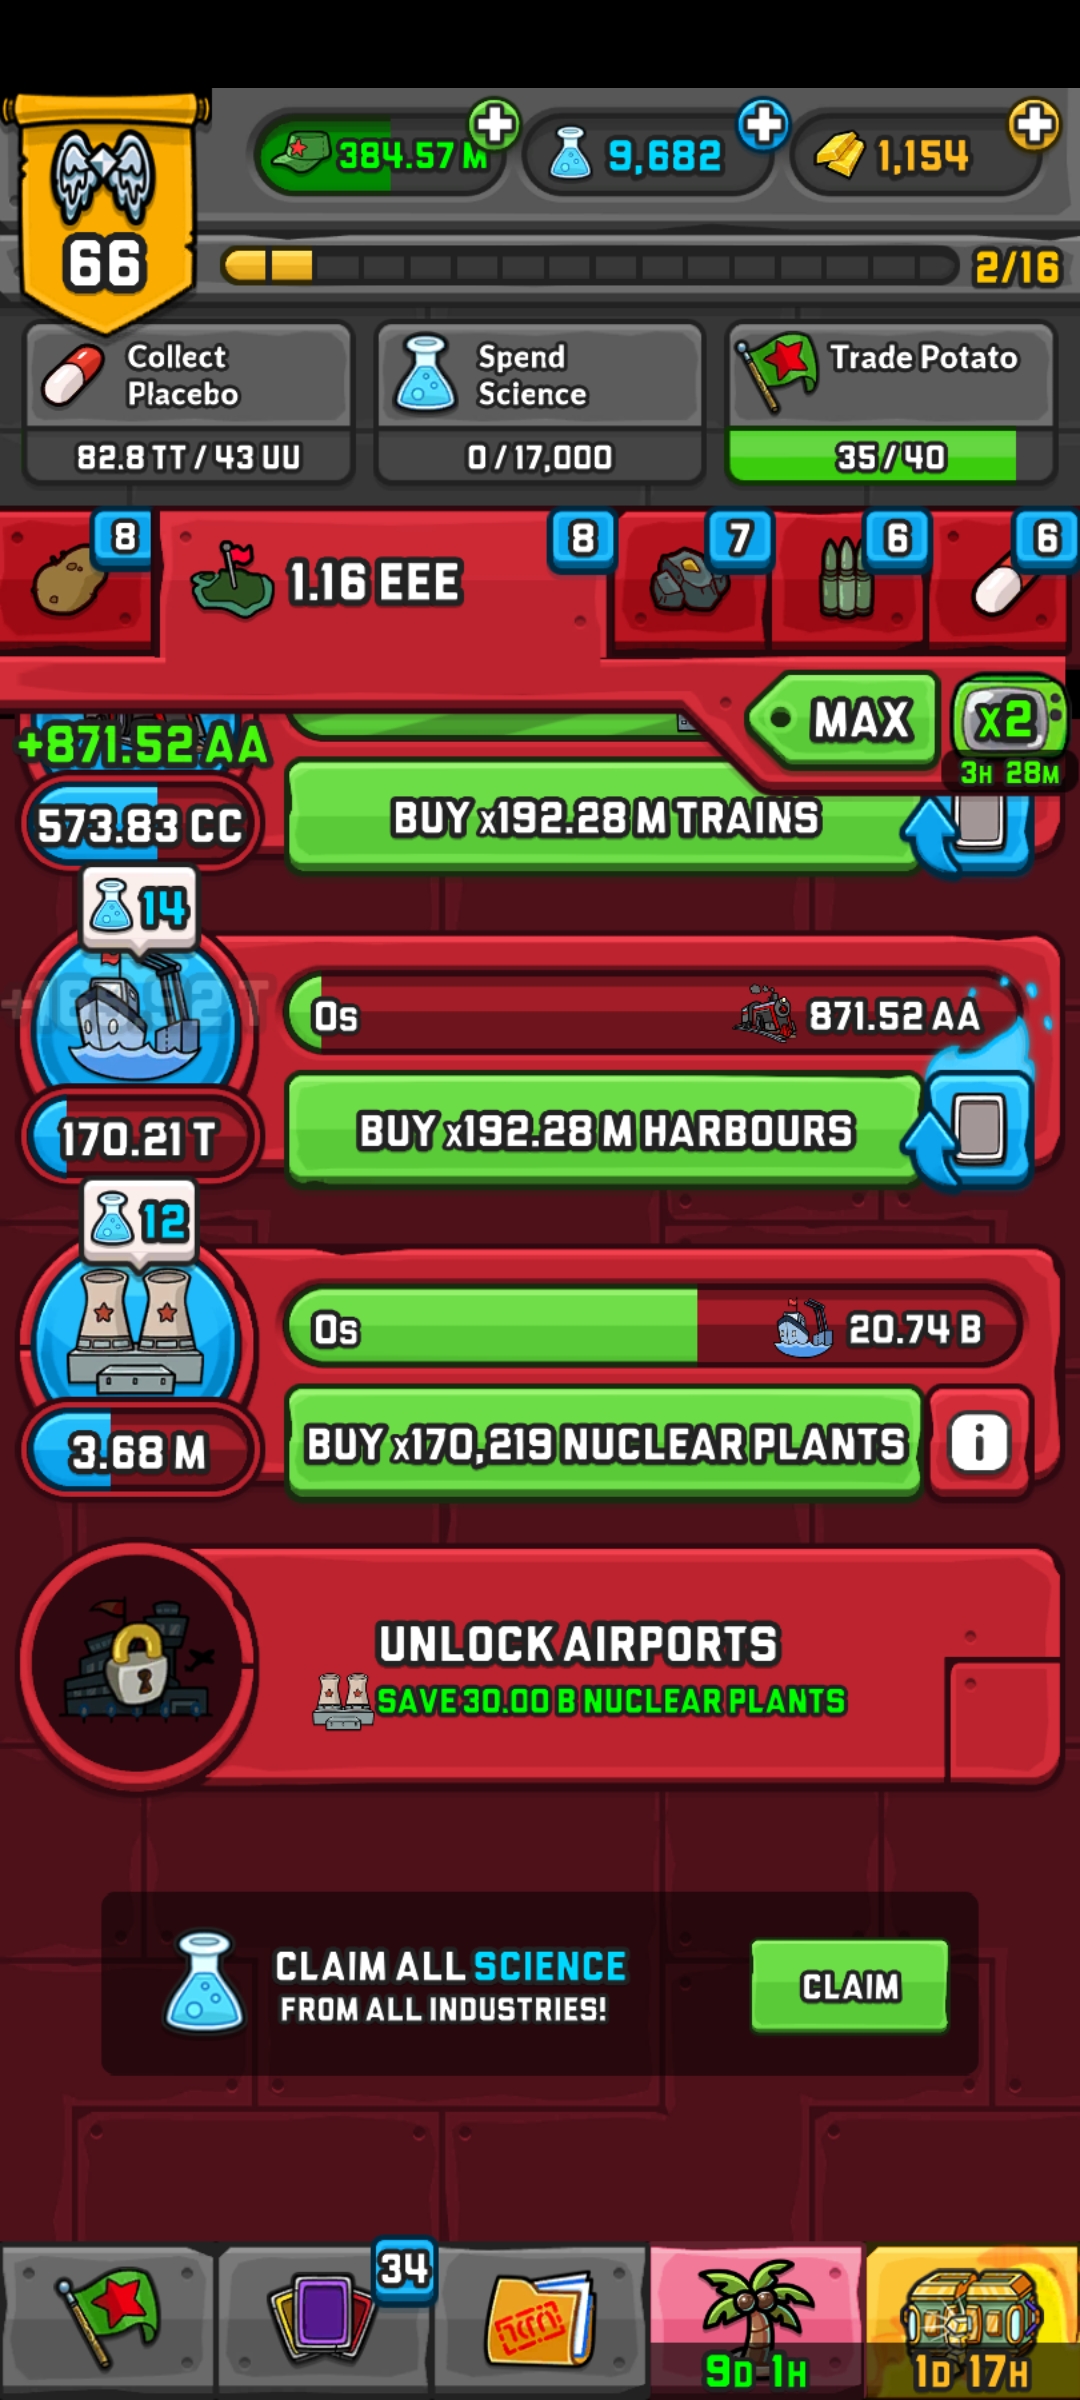 384.57 M
9,682
1,154
66
2/16
Collect
Placebo
82.8 TT / 43 UU
Spend
Science
0 / 17,000
Trade Potato
35 / 40
8
1.16 EEE
8
7
6
6
MAX
x2
3H 28M
+871.52 AA
573.83 CC
BUY x192.28 M TRAINS
14
0s
871.52 AA
170.21 T
BUY x192.28 M HARBOURS
12
0s
20.74 B
3.68 M
BUY x170,219 NUCLEAR PLANTS
i
UNLOCK AIRPORTS
SAVE 30.00 B NUCLEAR PLANTS
CLAIM ALL SCIENCE
FROM ALL INDUSTRIES!
CLAIM
34
9D 1H
1D 17H